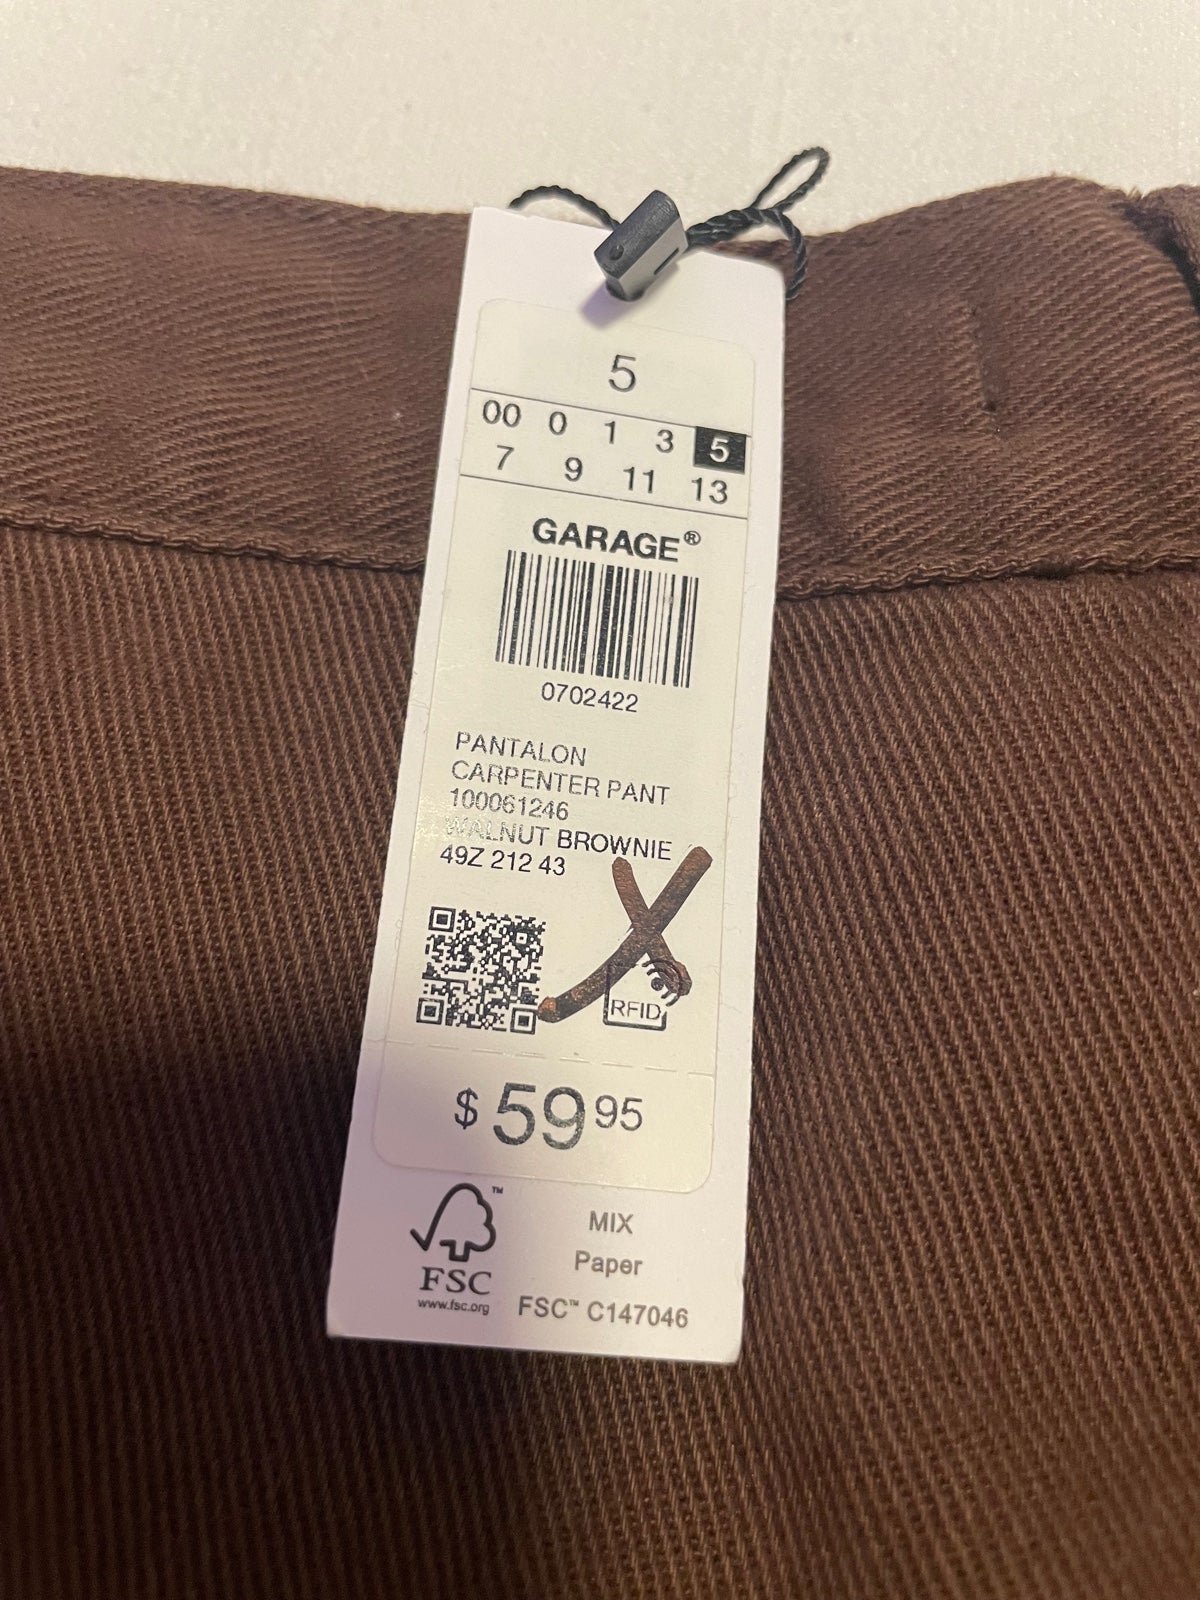 5
00 0 1 3 5
7 9 11 13
GARAGE®
0702422
PANTALON
CARPENTER PANT
100061246
WALNUT BROWNIE
49Z 212 43
RFID
$ 59 95
FSC™
www.fsc.org
MIX
Paper
FSC™ C147046